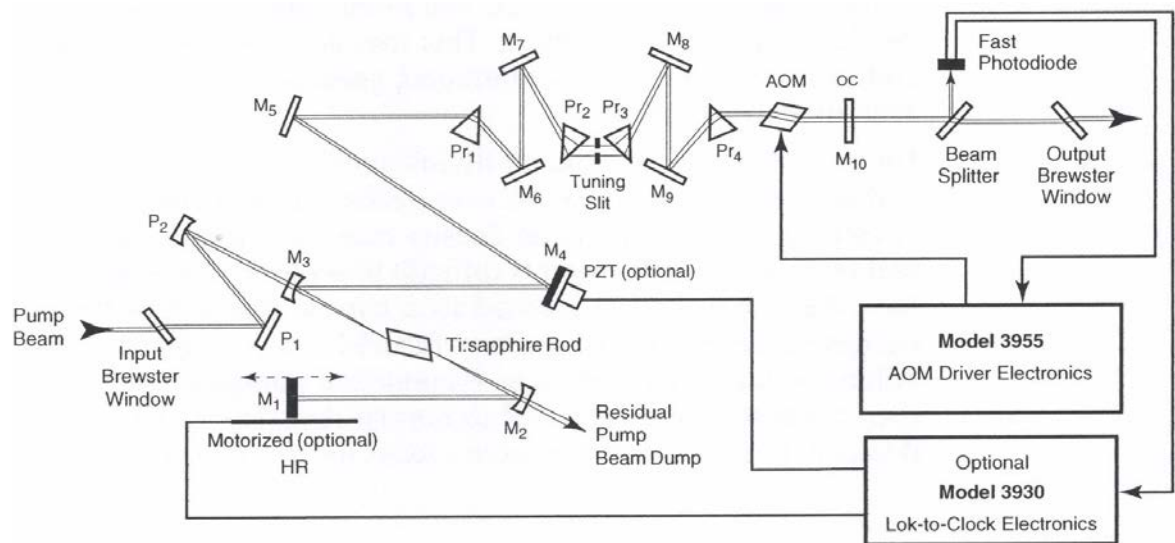 M7
M8
Fast
Photodiode
AOM
OC
M5
Pr2
Pr3
Pr1
Pr4
M6
Tuning
Slit
M9
M10
Beam
Splitter
Output
Brewster
Window
P2
M3
M4
PZT (optional)
Pump
Beam
P1
Ti:sapphire Rod
Input
Brewster
Window
M1
M2
Motorized (optional)
HR
Residual
Pump
Beam Dump
Model 3955
AOM Driver Electronics
Optional
Model 3930
Lok-to-Clock Electronics